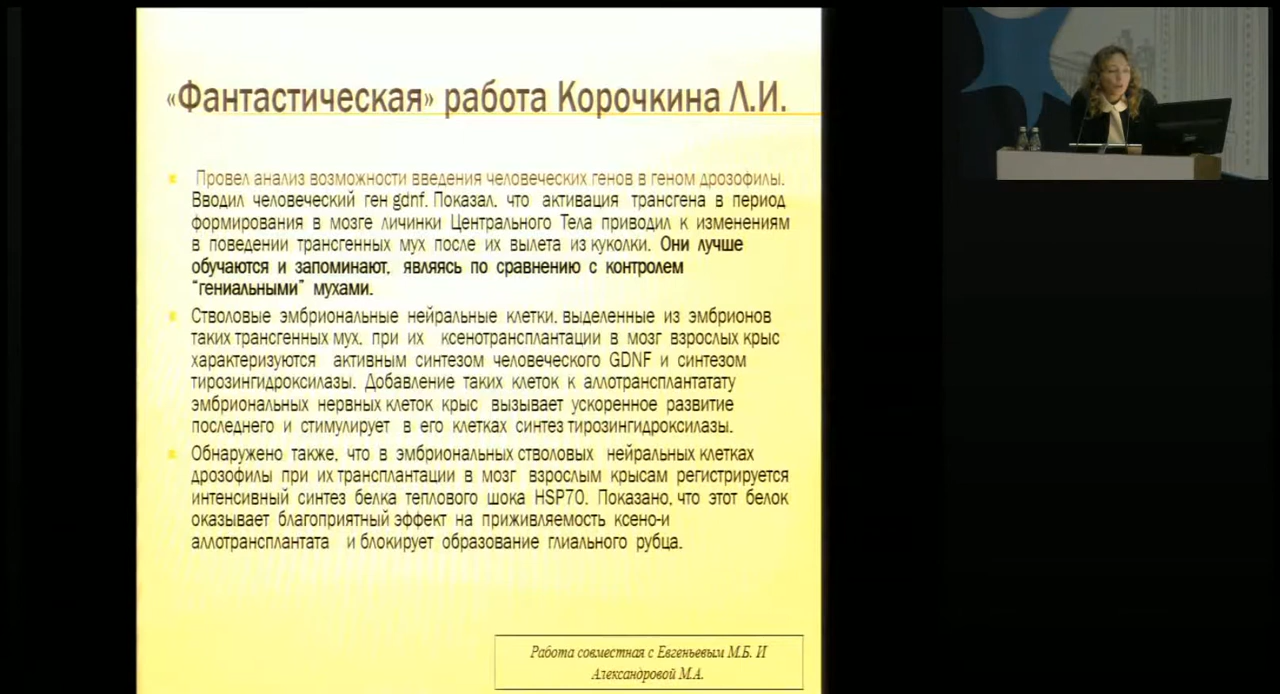 «Фантастическая» работа Корочкина Л.И.
Провел анализ возможности введения человеческих генов в геном дрозофилы.
Вводил человеческий ген gdnf. Показал, что активация трансгена в период
формирования в мозге личинки Центрального Тела приводил к изменениям
в поведении трансгенных мух после их вылета из куколки. Они лучше
обучаются и запоминают, являясь по сравнению с контролем
“гениальными” мухами.
Стволовые эмбриональные нейральные клетки, выделенные из эмбрионов
таких трансгенных мух, при их ксенотрансплантации в мозг взрослых крыс
характеризуются активным синтезом человеческого GDNF и синтезом
тирозингидроксилазы. Добавление таких клеток к аллотрансплантатату
эмбриональных нервных клеток крыс вызывает ускоренное развитие
последнего и стимулирует в его клетках синтез тирозингидроксилазы.
Обнаружено также, что в эмбриональных стволовых нейральных клетках
дрозофилы при их трансплантации в мозг взрослым крысам регистрируется
интенсивный синтез белка теплового шока HSP70. Показано, что этот белок
оказывает благоприятный эффект на приживляемость ксено-и
аллотрансплантата и блокирует образование глиального рубца.
Работа совместная с Евгеньевым М.Б. И
Александровой М.А.